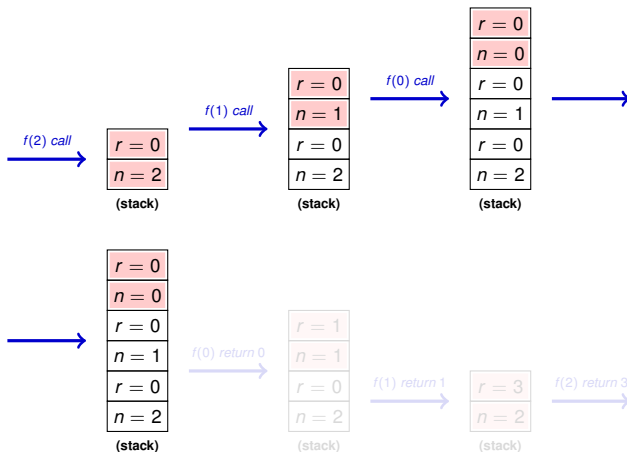 f(2) call
r = 0
n = 2
(stack)
f(1) call
r = 0
n = 1
r = 0
n = 2
(stack)
f(0) call
r = 0
n = 0
r = 0
n = 1
r = 0
n = 2
(stack)
r = 0
n = 0
r = 0
n = 1
r = 0
n = 2
(stack)
f(0) return 0
r = 1
n = 1
r = 0
n = 2
(stack)
f(1) return 1
r = 3
n = 2
(stack)
f(2) return 3